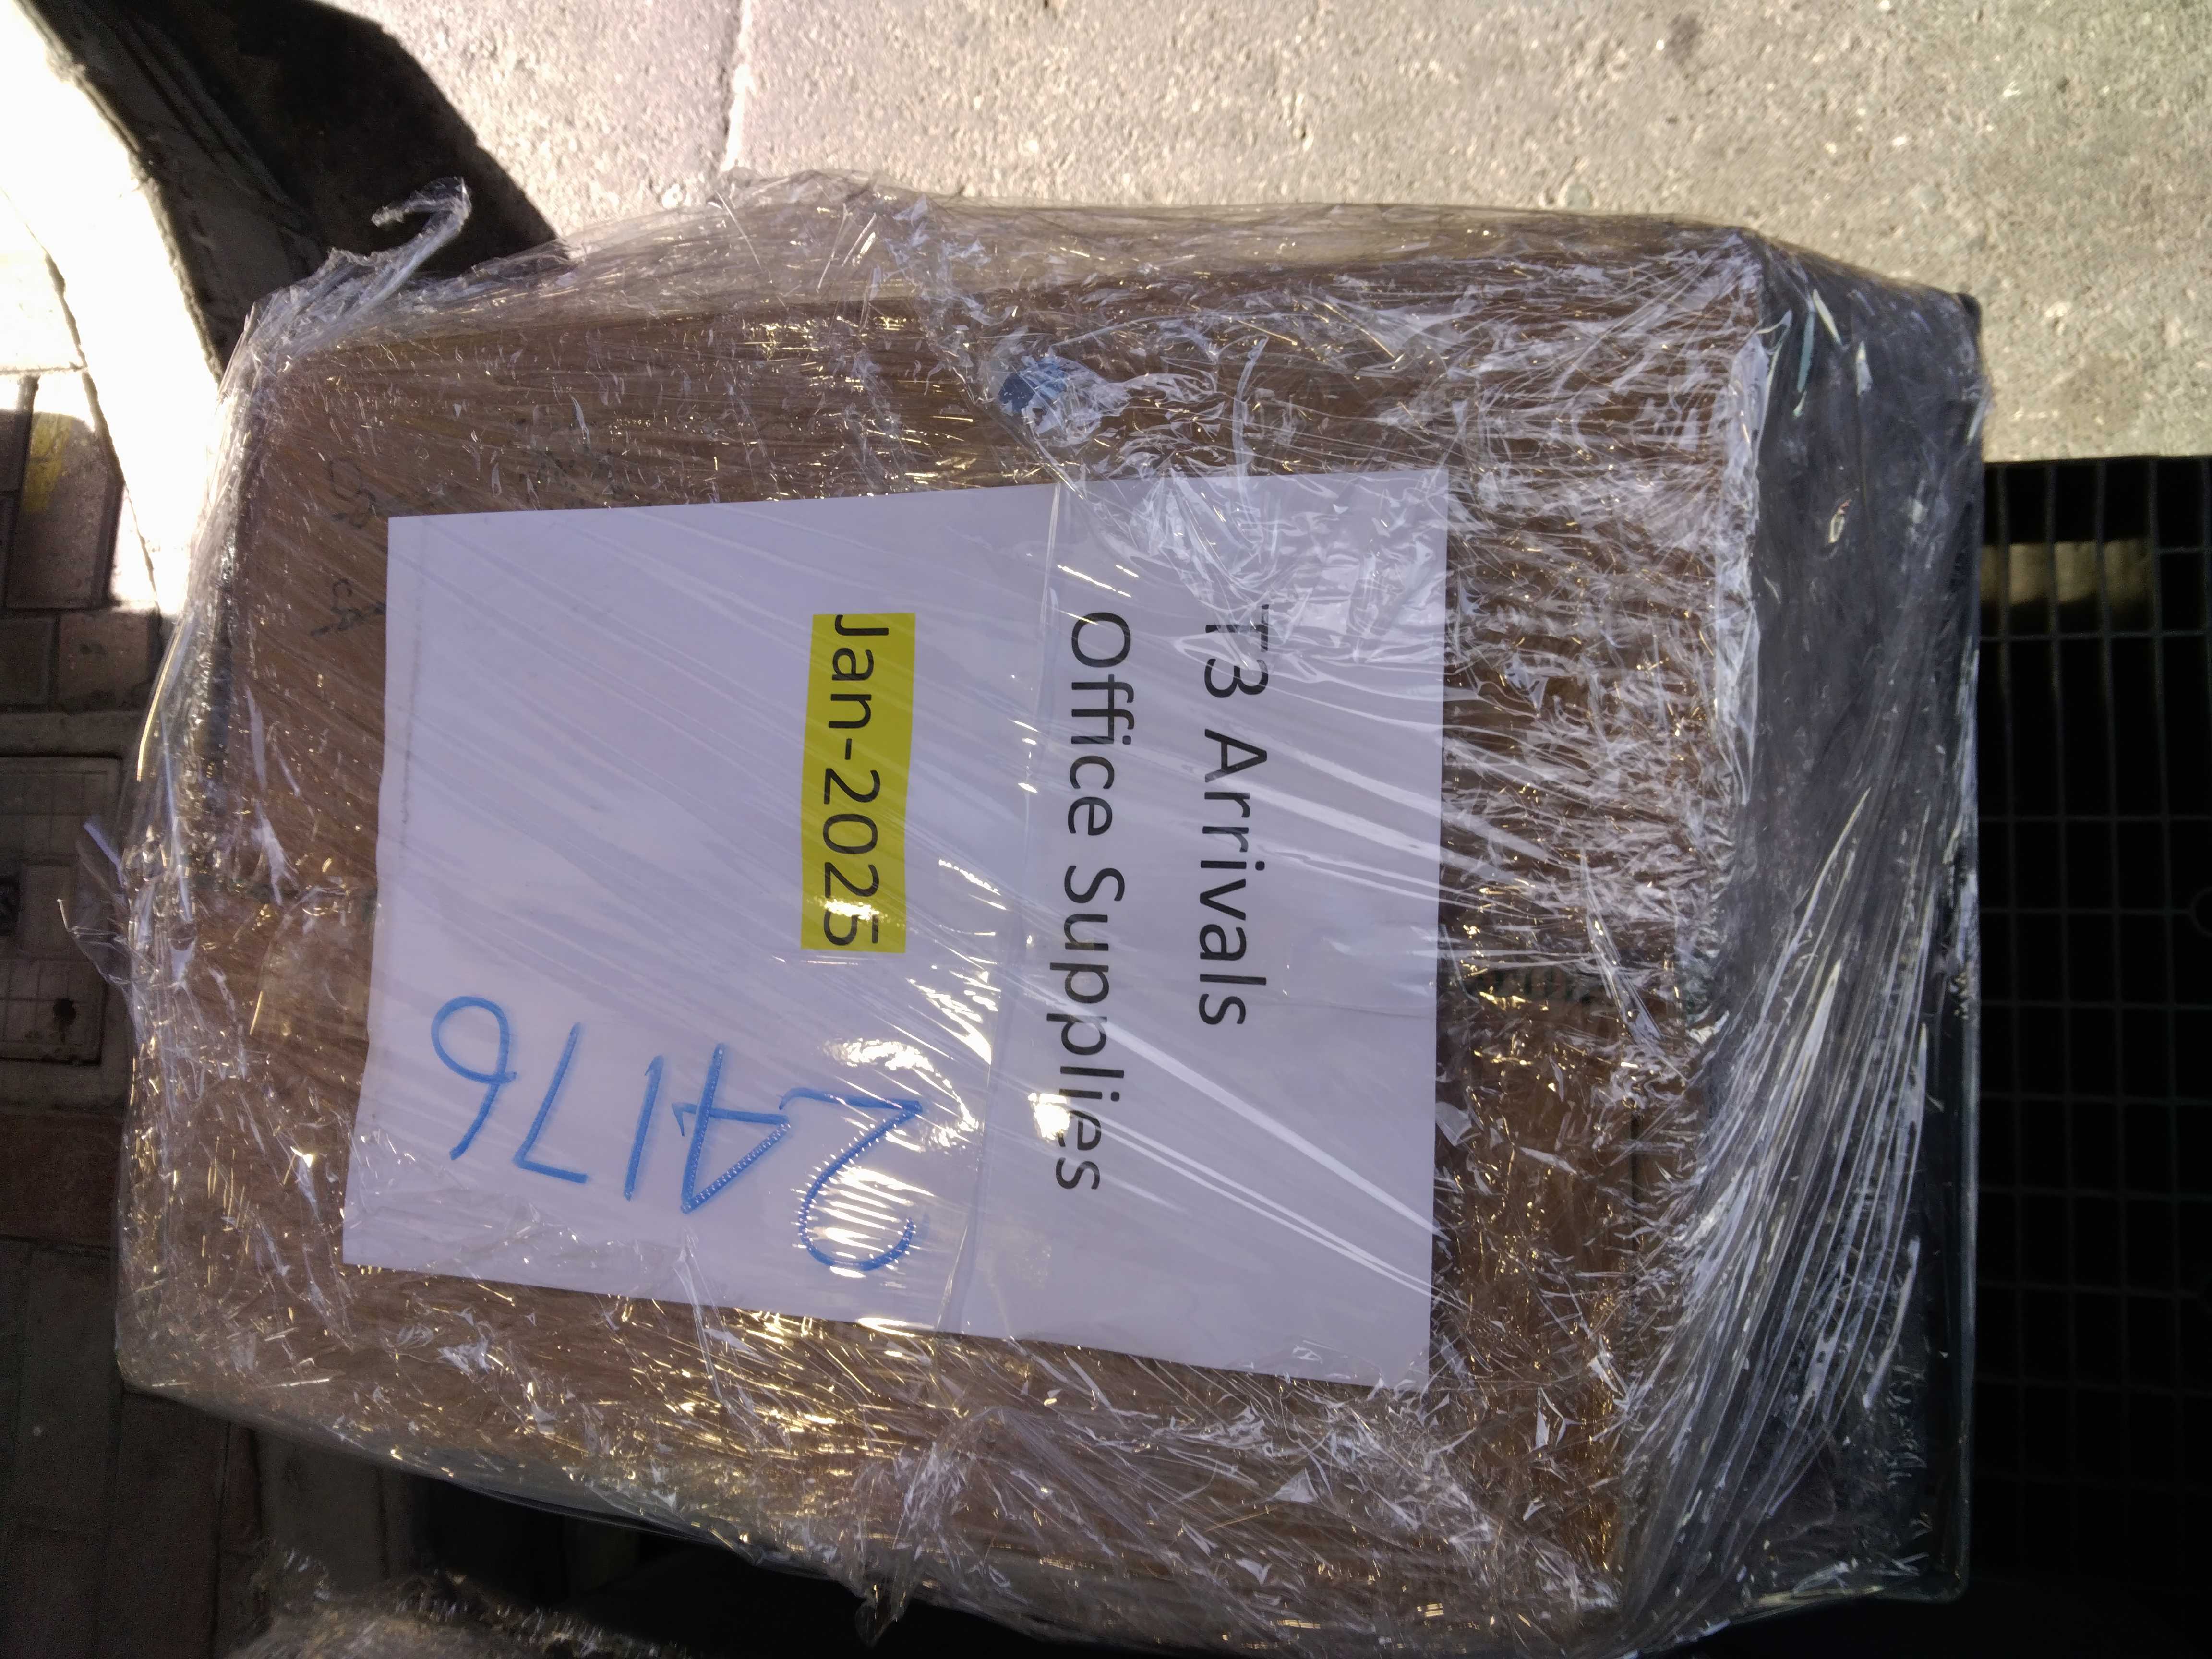 T3 Arrivals
Office Supplies
Jan-2025
24176